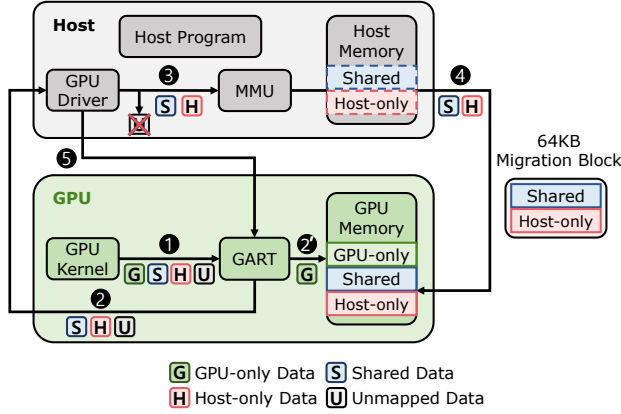 Host
Host Program
Host
Memory
GPU
Driver
3
MMU
Shared
Host-only
4
S H
U
S H
5
64KB
Migration Block
Shared
Host-only
GPU
GPU
Memory
GPU
Kernel
1
GART
2'
GPU-only
G S H U
G
Shared
2
Host-only
S H U
G GPU-only Data
S Shared Data
H Host-only Data
U Unmapped Data